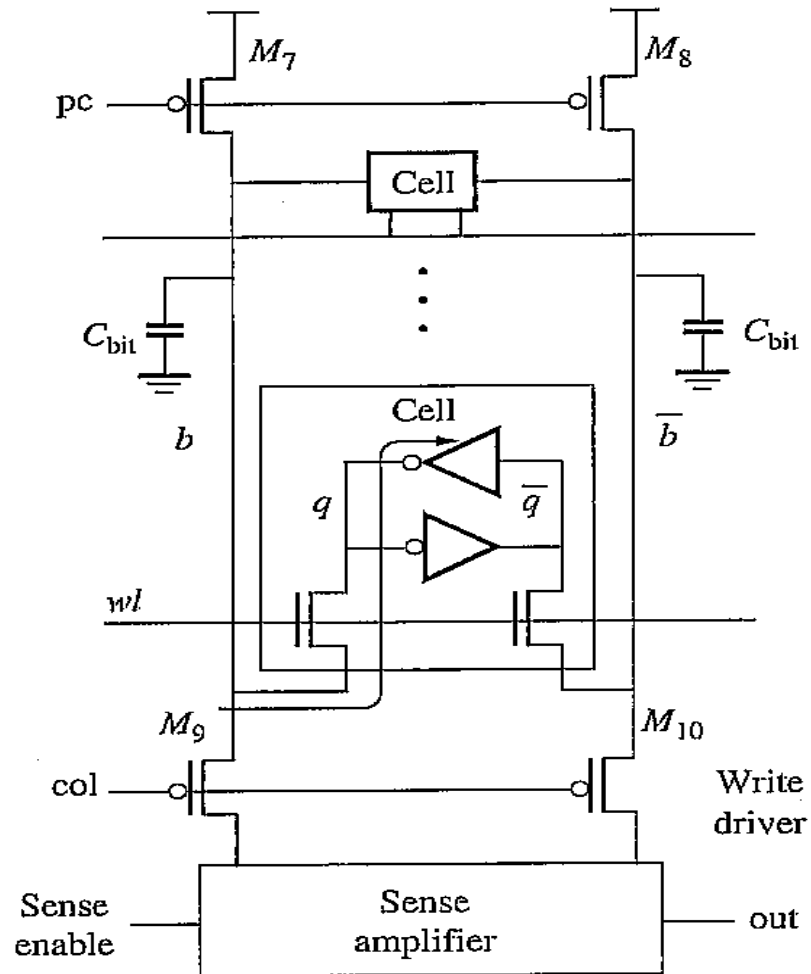 M7
M8
pc
Cell
Cbit
Cbit
Cell
b
b̅
q
q̅
wl
M9
M10
col
Write
driver
Sense
enable
Sense
amplifier
out